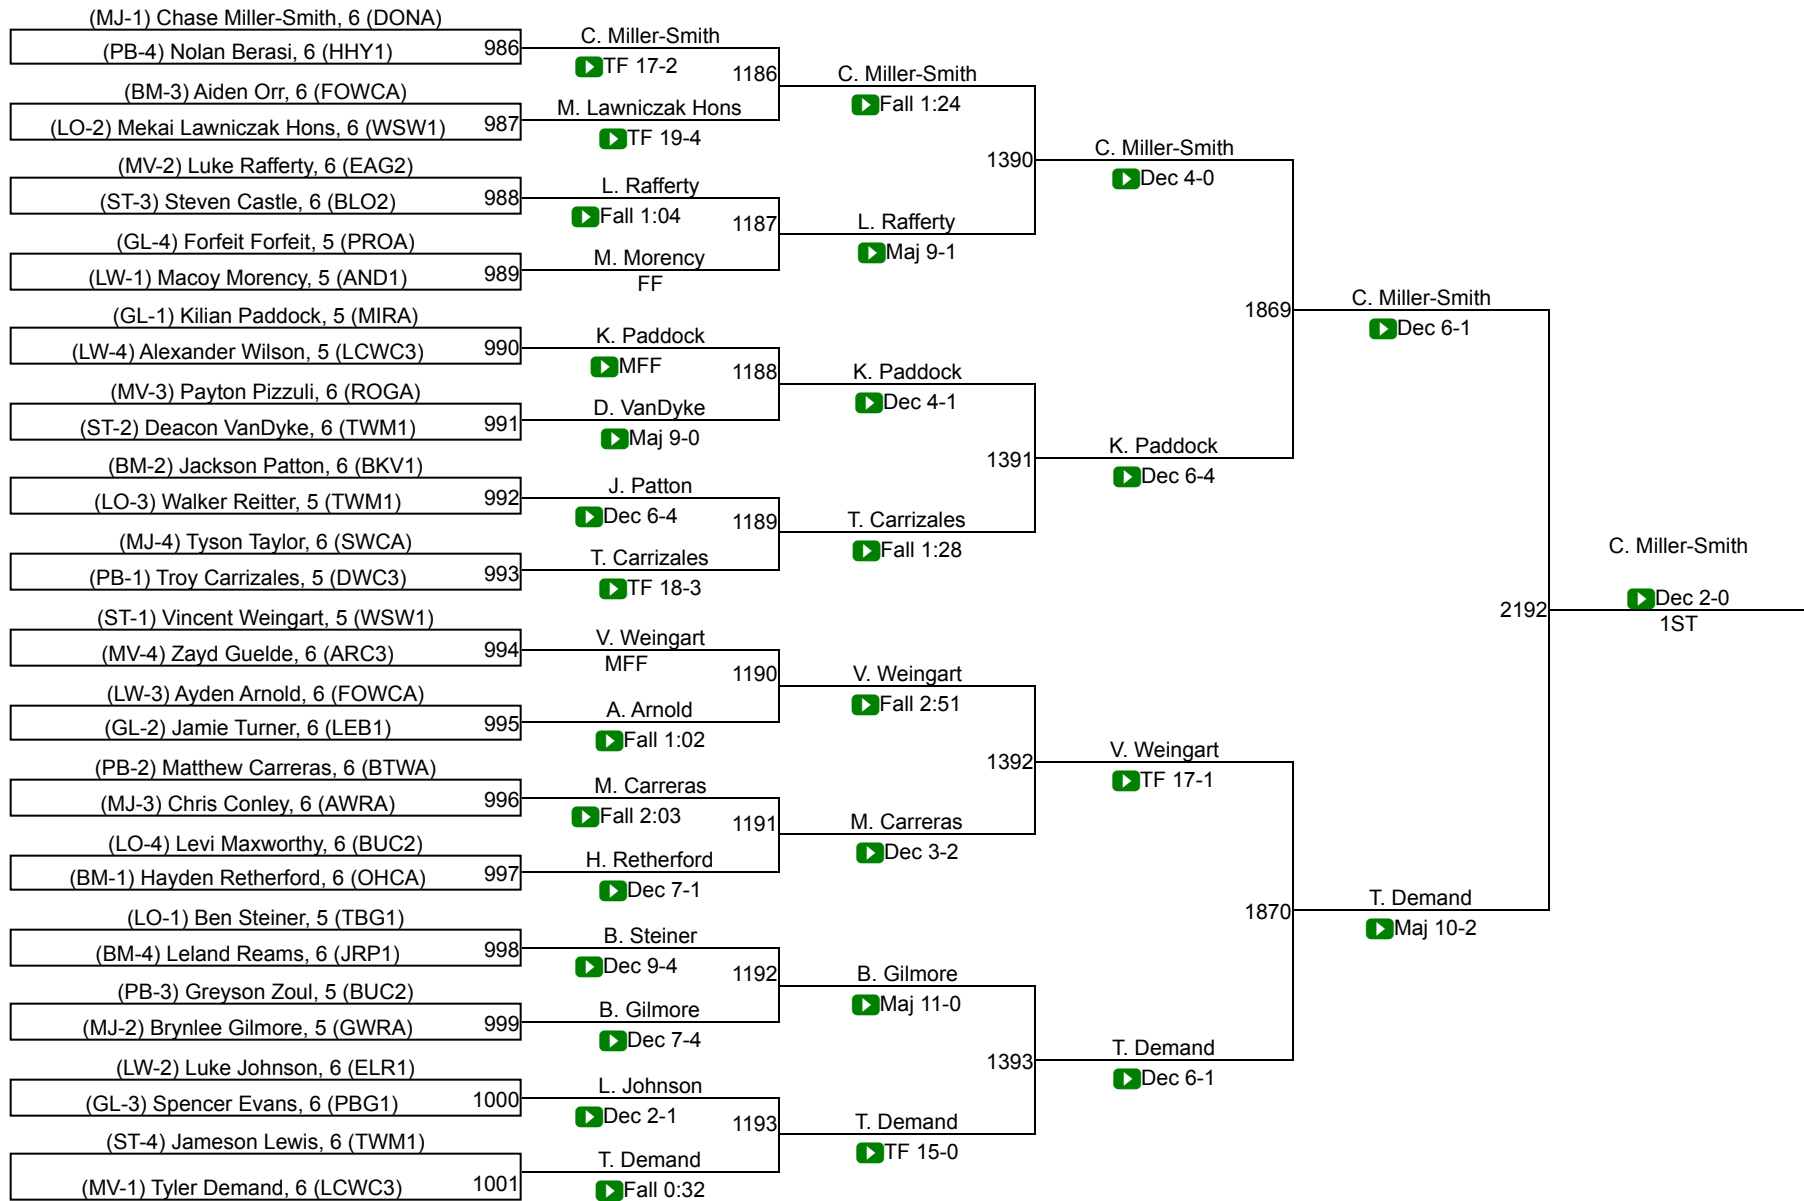 (MJ-1) Chase Miller-Smith, 6 (DONA)
(PB-4) Nolan Berasi, 6 (HHY1)
986
(BM-3) Aiden Orr, 6 (FOWCA)
(LO-2) Mekai Lawniczak Hons, 6 (WSW1)
987
(MV-2) Luke Rafferty, 6 (EAG2)
(ST-3) Steven Castle, 6 (BLO2)
988
(GL-4) Forfeit Forfeit, 5 (PROA)
(LW-1) Macoy Morency, 5 (AND1)
989
(GL-1) Kilian Paddock, 5 (MIRA)
(LW-4) Alexander Wilson, 5 (LCWC3)
990
(MV-3) Payton Pizzuli, 6 (ROGA)
(ST-2) Deacon VanDyke, 6 (TWM1)
991
(BM-2) Jackson Patton, 6 (BKV1)
(LO-3) Walker Reitter, 5 (TWM1)
992
(MJ-4) Tyson Taylor, 6 (SWCA)
(PB-1) Troy Carrizales, 5 (DWC3)
993
(ST-1) Vincent Weingart, 5 (WSW1)
(MV-4) Zayd Guelde, 6 (ARC3)
994
(LW-3) Ayden Arnold, 6 (FOWCA)
(GL-2) Jamie Turner, 6 (LEB1)
995
(PB-2) Matthew Carreras, 6 (BTWA)
(MJ-3) Chris Conley, 6 (AWRA)
996
(LO-4) Levi Maxworthy, 6 (BUC2)
(BM-1) Hayden Retherford, 6 (OHCA)
997
(LO-1) Ben Steiner, 5 (TBG1)
(BM-4) Leland Reams, 6 (JRP1)
998
(PB-3) Greyson Zoul, 5 (BUC2)
(MJ-2) Brynlee Gilmore, 5 (GWRA)
999
(LW-2) Luke Johnson, 6 (ELR1)
(GL-3) Spencer Evans, 6 (PBG1)
1000
(ST-4) Jameson Lewis, 6 (TWM1)
(MV-1) Tyler Demand, 6 (LCWC3)
1001
C. Miller-Smith
TF 17-2
1186
M. Lawniczak Hons
TF 19-4
L. Rafferty
Fall 1:04
1187
M. Morency
FF
K. Paddock
MFF
1188
D. VanDyke
Maj 9-0
J. Patton
Dec 6-4
1189
T. Carrizales
TF 18-3
V. Weingart
MFF
1190
A. Arnold
Fall 1:02
M. Carreras
Fall 2:03
1191
H. Retherford
Dec 7-1
B. Steiner
Dec 9-4
1192
B. Gilmore
Dec 7-4
L. Johnson
Dec 2-1
1193
T. Demand
Fall 0:32
C. Miller-Smith
Fall 1:24
1390
L. Rafferty
Maj 9-1
K. Paddock
Dec 4-1
1391
T. Carrizales
Fall 1:28
V. Weingart
Fall 2:51
1392
M. Carreras
Dec 3-2
B. Gilmore
Maj 11-0
1393
T. Demand
TF 15-0
C. Miller-Smith
Dec 4-0
1869
K. Paddock
Dec 6-4
V. Weingart
TF 17-1
1870
T. Demand
Dec 6-1
C. Miller-Smith
Dec 6-1
2192
T. Demand
Maj 10-2
C. Miller-Smith
Dec 2-0
1ST